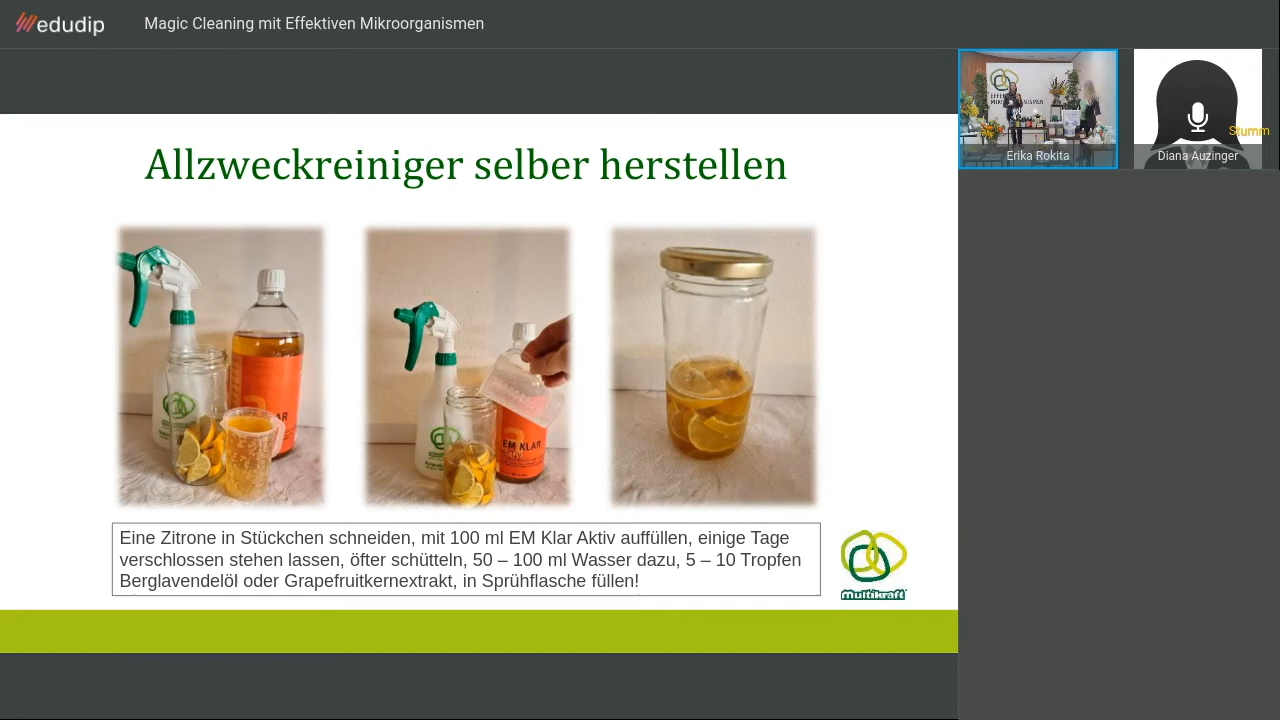 edudip
Magic Cleaning mit Effektiven Mikroorganismen
Erika Rokita
Stumm
Diana Auzinger
Allzweckreiniger selber herstellen
EM KLAR
Eine Zitrone in Stückchen schneiden, mit 100 ml EM Klar Aktiv auffüllen, einige Tage
verschlossen stehen lassen, öfter schütteln, 50 – 100 ml Wasser dazu, 5 – 10 Tropfen
Berglavendelöl oder Grapefruitkernextrakt, in Sprühflasche füllen!
multikraft